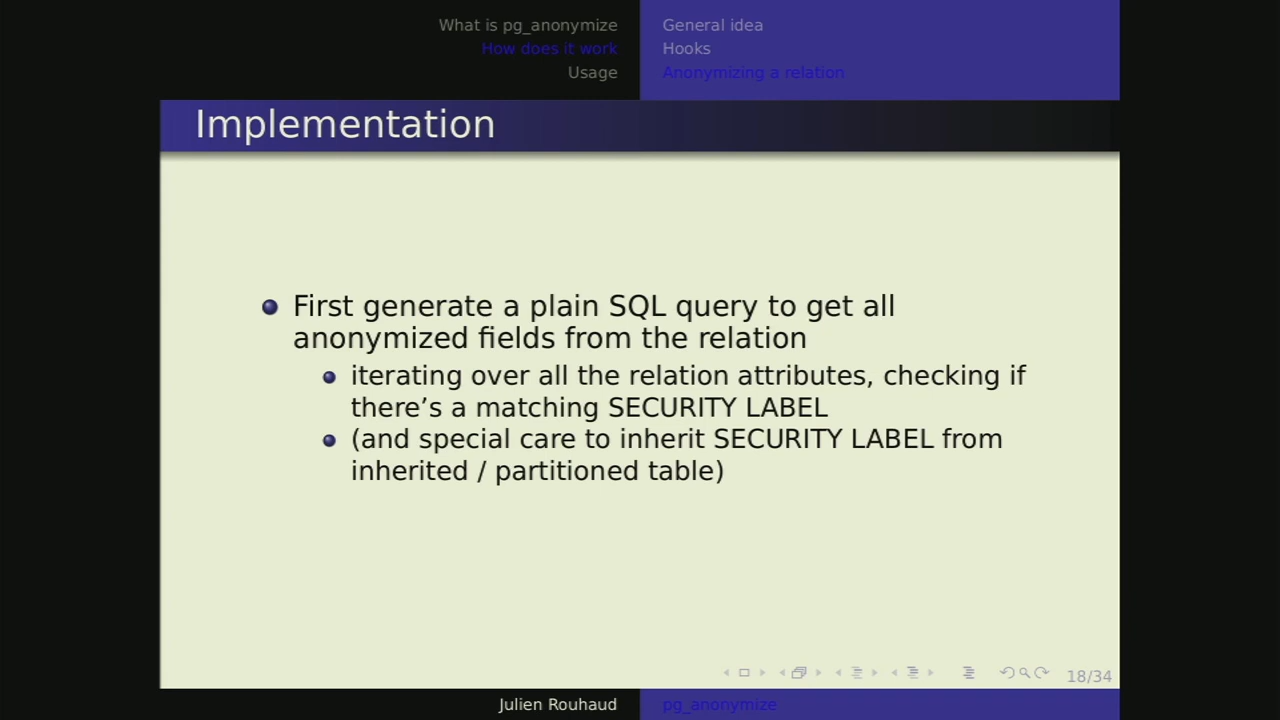 What is pg_anonymize
How does it work
Usage
General idea
Hooks
Anonymizing a relation
Implementation
First generate a plain SQL query to get all
anonymized fields from the relation
iterating over all the relation attributes, checking if
there’s a matching SECURITY LABEL
(and special care to inherit SECURITY LABEL from
inherited / partitioned table)
18/34
Julien Rouhaud
pg_anonymize